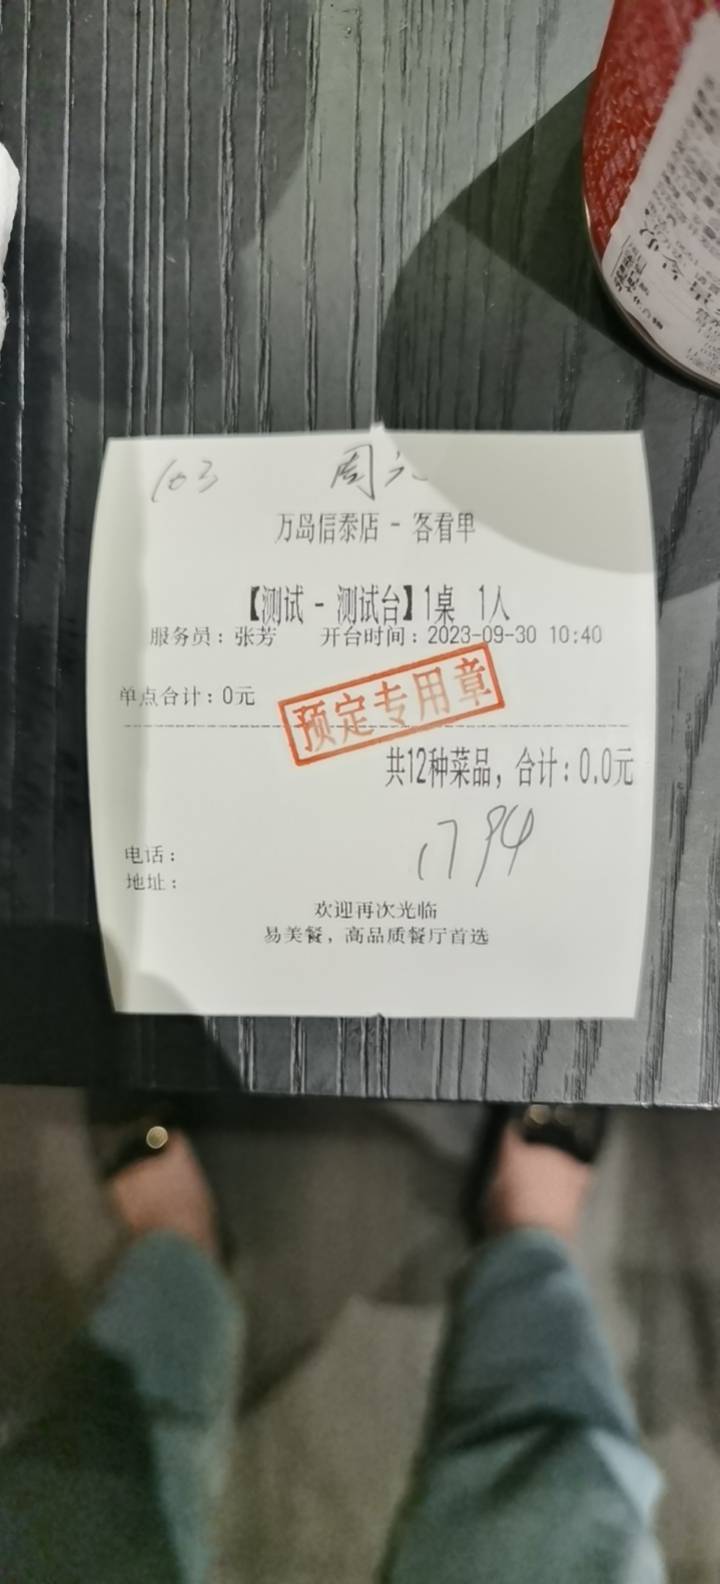 103 周元
万岛信泰店 - 客看单
【测试 - 测试台】1桌 1人
服务员：张芳 开台时间：2023-09-30 10:40
单点合计：0元
预定专用章
共12种菜品，合计：0.0元
1794
电话：
地址：
欢迎再次光临
易美餐，高品质餐厅首选